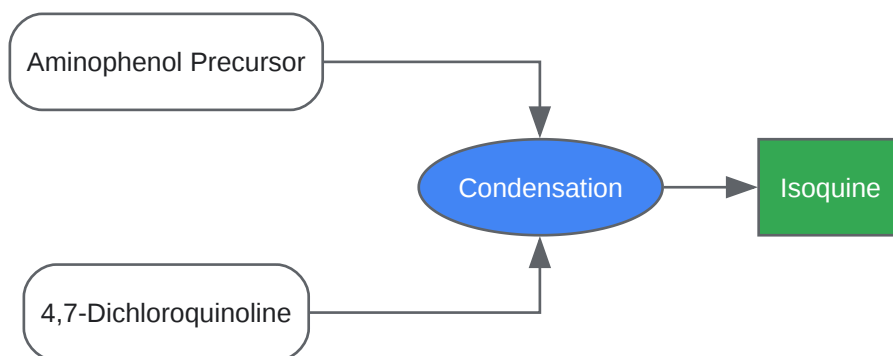 Aminophenol Precursor
Condensation
Isoquine
4,7-Dichloroquinoline